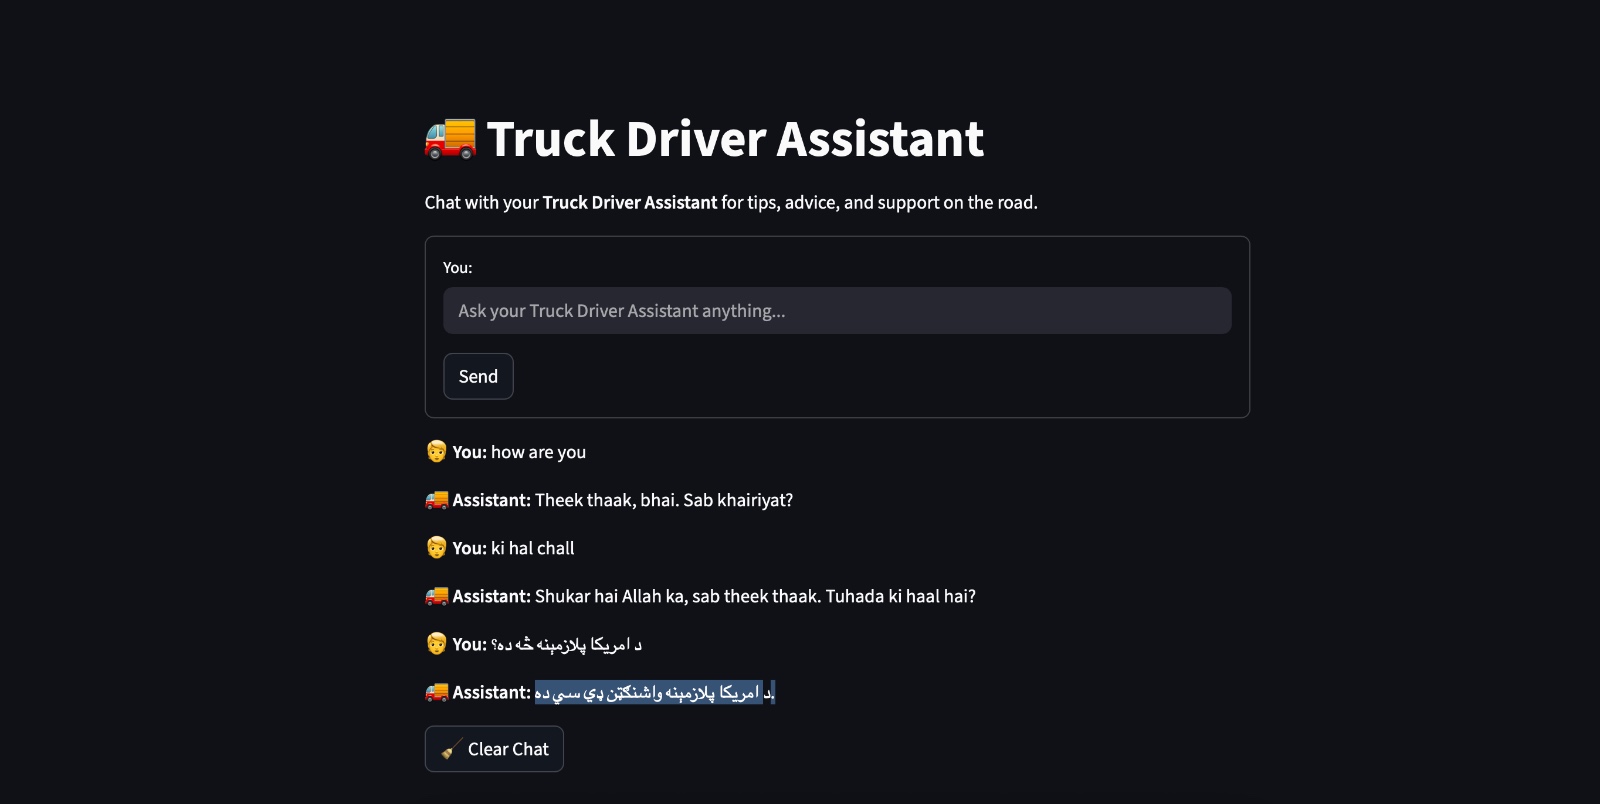 🚚 Truck Driver Assistant
Chat with your Truck Driver Assistant for tips, advice, and support on the road.
You:
Ask your Truck Driver Assistant anything...
Send
You: how are you
Assistant: Theek thaak, bhai. Sab khairiyat?
You: ki hal chall
Assistant: Shukar hai Allah ka, sab theek thaak. Tuhada ki haal hai?
You: د امریکا پلازمېنه څه ده؟
Assistant: د امریکا پلازمېنه واشنګټن ډي سي ده.
🧹 Clear Chat